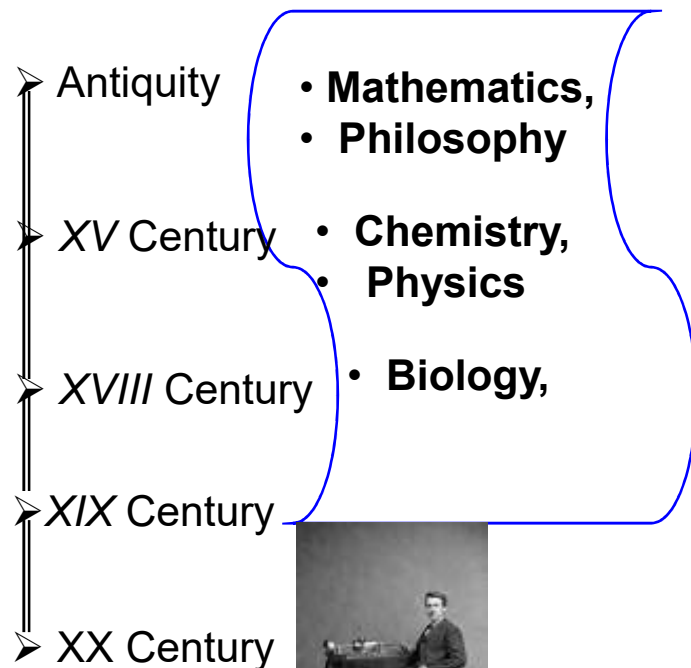 Antiquity
• Mathematics,
• Philosophy
XV Century
• Chemistry,
• Physics
XVIII Century
• Biology,
XIX Century
XX Century